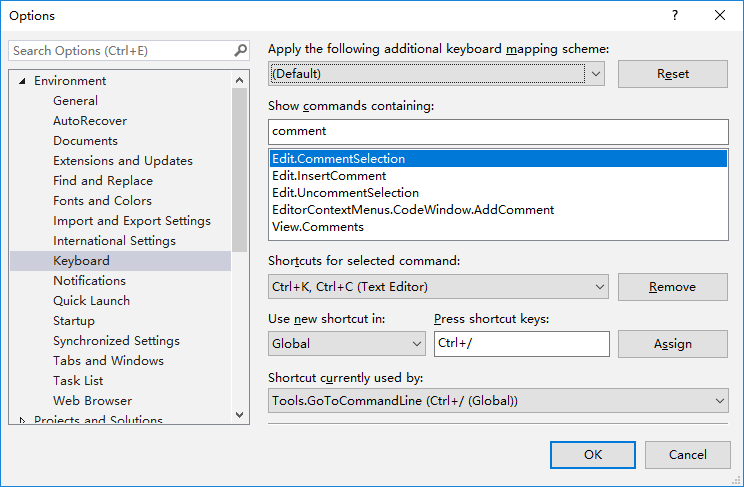 Options
Search Options (Ctrl+E)
Environment
General
AutoRecover
Documents
Extensions and Updates
Find and Replace
Fonts and Colors
Import and Export Settings
International Settings
Keyboard
Notifications
Quick Launch
Startup
Synchronized Settings
Tabs and Windows
Task List
Web Browser
Projects and Solutions
Apply the following additional keyboard mapping scheme:
(Default)
Reset
Show commands containing:
comment
Edit.CommentSelection
Edit.InsertComment
Edit.UncommentSelection
EditorContextMenus.CodeWindow.AddComment
View.Comments
Shortcuts for selected command:
Ctrl+K, Ctrl+C (Text Editor)
Remove
Use new shortcut in:
Press shortcut keys:
Global
Ctrl+/
Assign
Shortcut currently used by:
Tools.GoToCommandLine (Ctrl+/ (Global))
OK
Cancel